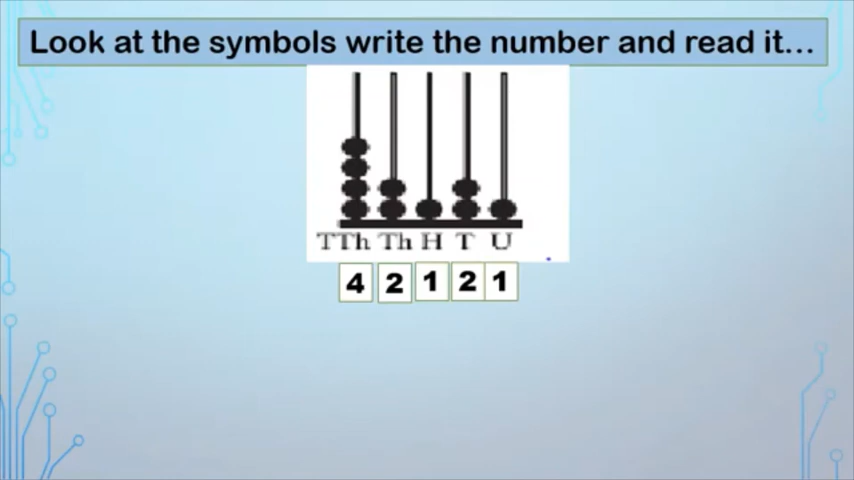 Look at the symbols write the number and read it...
TTh Th H T U
4 2 1 2 1